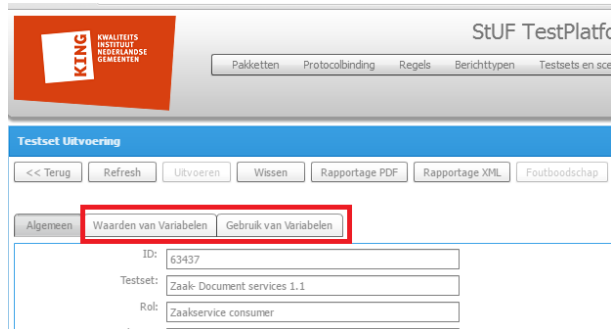 KING
KWALITEITS
INSTITUUT
NEDERLANDSE
GEMEENTEN
StUF TestPlatfo
Pakketten Protocolbinding Regels Berichttypen Testsets en sce
Testset Uitvoering
<< Terug Refresh Uitvoeren Wissen Rapportage PDF Rapportage XML Foutboodschap
Algemeen Waarden van Variabelen Gebruik van Variabelen
ID: 63437
Testset: Zaak- Document services 1.1
Rol: Zaakservice consumer